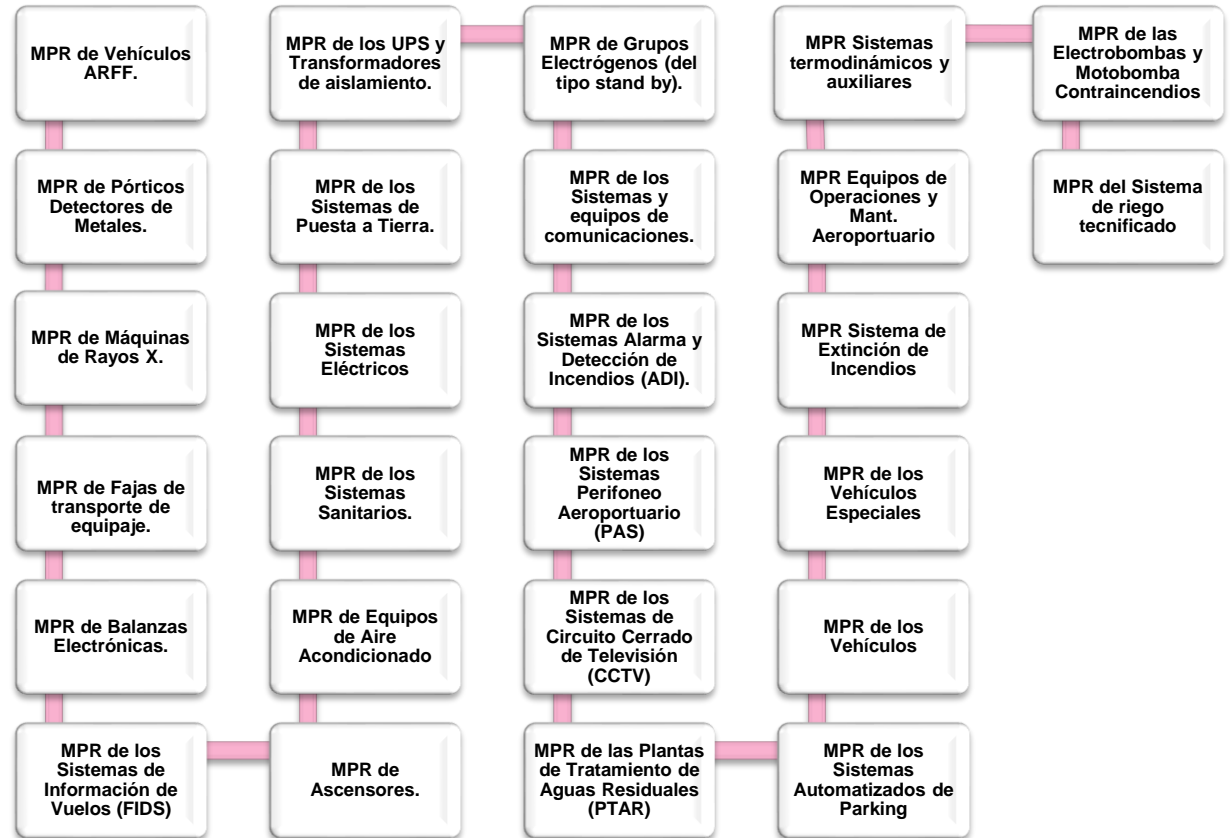 MPR de Vehículos
ARFF.
MPR de Pórticos
Detectores de
Metales.
MPR de Máquinas
de Rayos X.
MPR de Fajas de
transporte de
equipaje.
MPR de Balanzas
Electrónicas.
MPR de los
Sistemas de
Información de
Vuelos (FIDS)
MPR de
Ascensores.
MPR de Equipos
de Aire
Acondicionado
MPR de los
Sistemas
Sanitarios.
MPR de los
Sistemas
Eléctricos
MPR de los
Sistemas de
Puesta a Tierra.
MPR de los UPS y
Transformadores
de aislamiento.
MPR de Grupos
Electrógenos (del
tipo stand by).
MPR de los
Sistemas y
equipos de
comunicaciones.
MPR de los
Sistemas Alarma y
Detección de
Incendios (ADI).
MPR de los
Sistemas
Perifoneo
Aeroportuario
(PAS)
MPR de los
Sistemas de
Circuito Cerrado
de Televisión
(CCTV)
MPR de las Plantas
de Tratamiento de
Aguas Residuales
(PTAR)
MPR de los
Sistemas
Automatizados de
Parking
MPR de los
Vehículos
MPR de los
Vehículos
Especiales
MPR Sistema de
Extinción de
Incendios
MPR Equipos de
Operaciones y
Mant.
Aeroportuario
MPR Sistemas
termodinámicos y
auxiliares
MPR de las
Electrobombas y
Motobomba
Contraincendios
MPR del Sistema
de riego
tecnificado